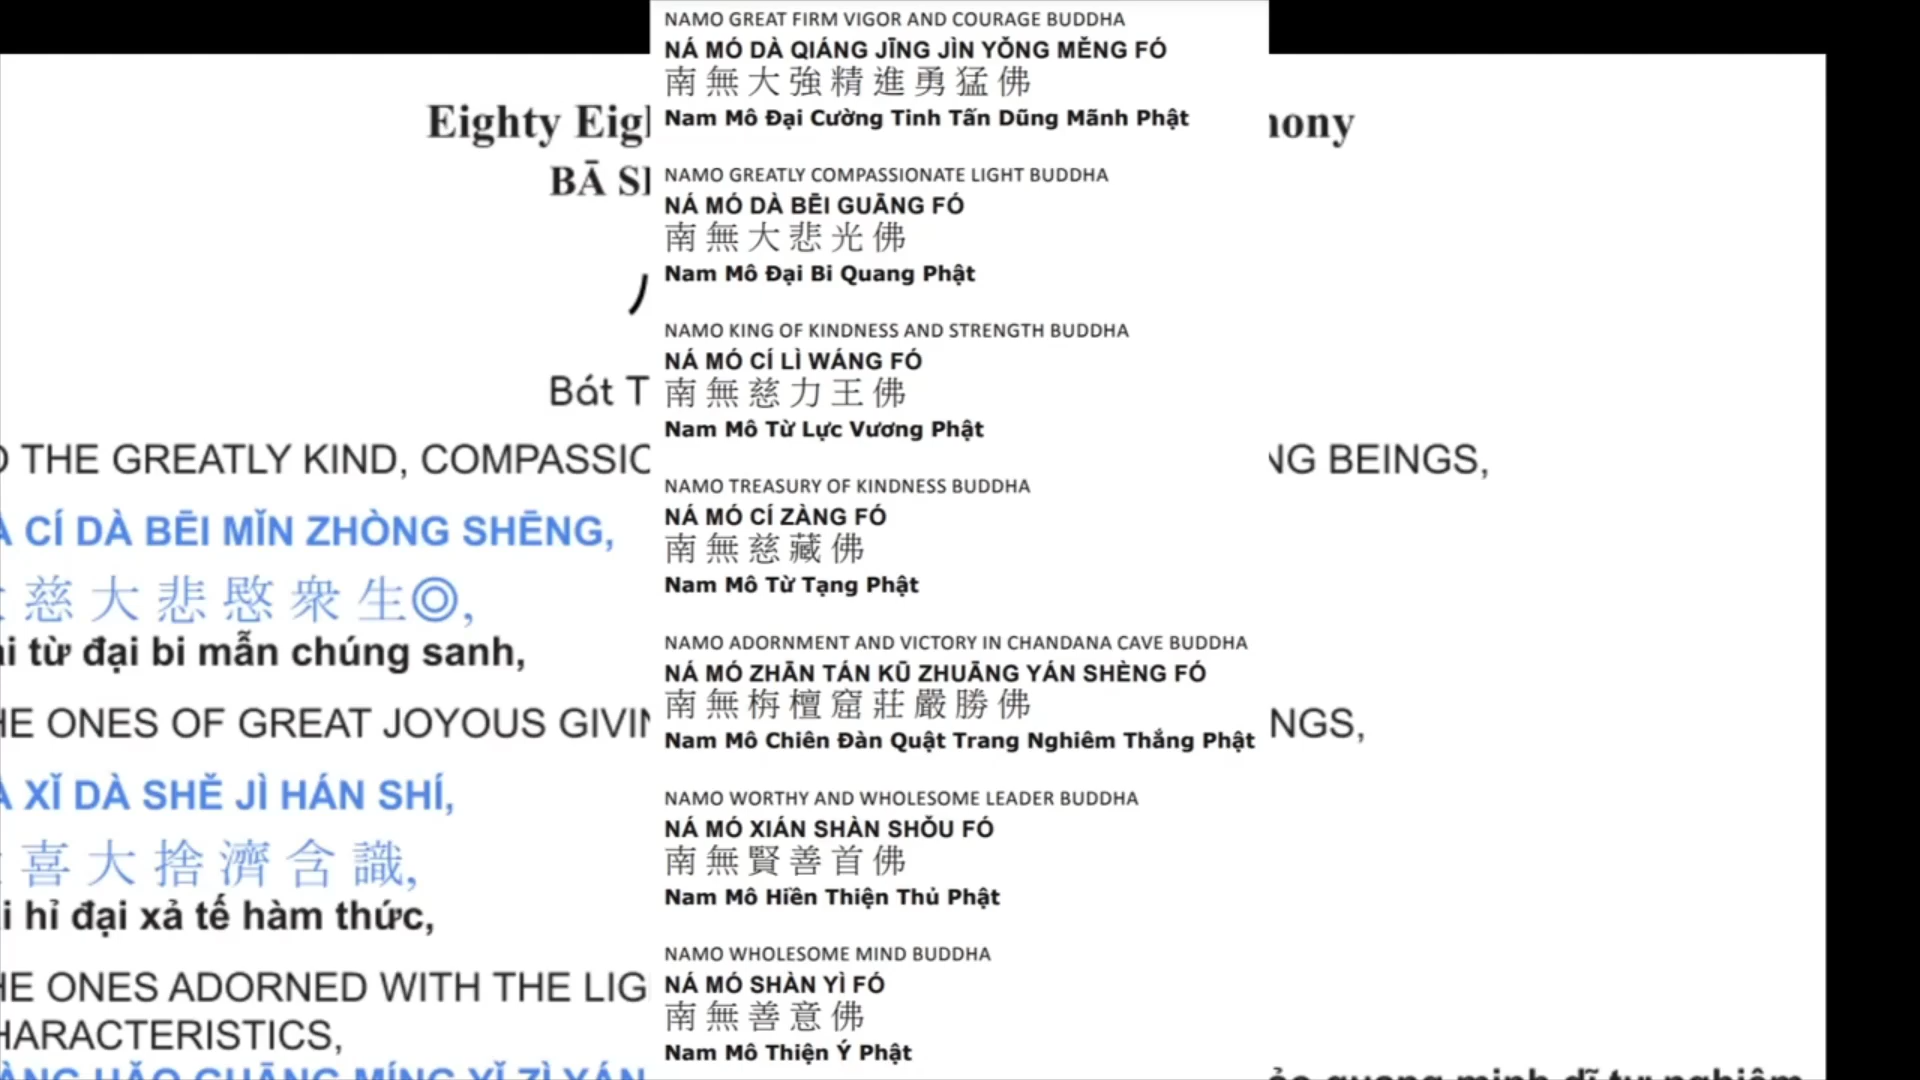 NAMO GREAT FIRM VIGOR AND COURAGE BUDDHA
NÁ MÓ DÀ QIÁNG JĪNG JÌN YǑNG MĚNG FÓ
南無大強精進勇猛佛
Nam Mô Đại Cường Tinh Tấn Dũng Mãnh Phật
NAMO GREATLY COMPASSIONATE LIGHT BUDDHA
NÁ MÓ DÀ BĒI GUĀNG FÓ
南無大悲光佛
Nam Mô Đại Bi Quang Phật
NAMO KING OF KINDNESS AND STRENGTH BUDDHA
NÁ MÓ CÍ LÌ WÁNG FÓ
南無慈力王佛
Nam Mô Từ Lực Vương Phật
NAMO TREASURY OF KINDNESS BUDDHA
NÁ MÓ CÍ ZÀNG FÓ
南無慈藏佛
Nam Mô Từ Tạng Phật
NAMO ADORNMENT AND VICTORY IN CHANDANA CAVE BUDDHA
NÁ MÓ ZHĀN TÁN KŪ ZHUĀNG YÁN SHÈNG FÓ
南無栴檀窟莊嚴勝佛
Nam Mô Chiên Đàn Quật Trang Nghiêm Thắng Phật
NAMO WORTHY AND WHOLESOME LEADER BUDDHA
NÁ MÓ XIÁN SHÀN SHǑU FÓ
南無賢善首佛
Nam Mô Hiền Thiện Thủ Phật
NAMO WHOLESOME MIND BUDDHA
NÁ MÓ SHÀN YÌ FÓ
南無善意佛
Nam Mô Thiện Ý Phật
Eighty
BĀ
Bát
THE GREATLY KIND, BEINGS,
CÍ DÀ BĒI MǏN ZHÒNG SHĒNG,
慈大悲愍衆生◎,
từ đại bi mẫn chúng sanh,
ONES OF GREAT JOYOUS
XǏ DÀ SHĚ JÌ HÁN SHÍ,
喜大捨濟含識,
hỉ đại xả tế hàm thức,
ONES ADORNED WITH THE